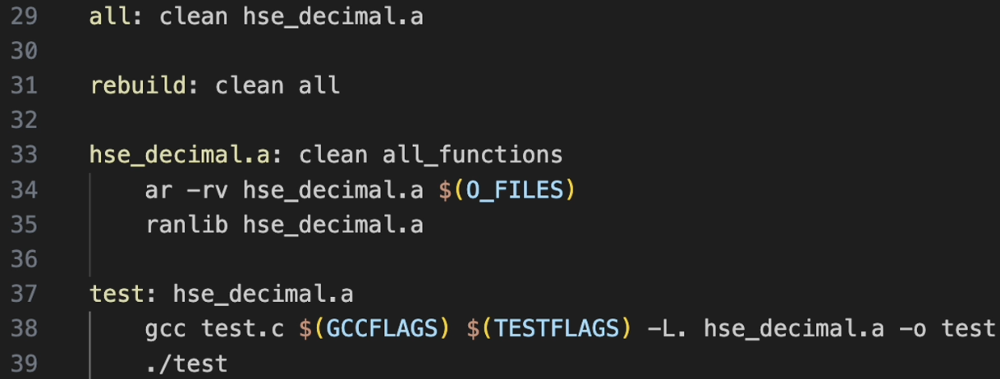 29 all: clean hse_decimal.a
30
31 rebuild: clean all
32
33 hse_decimal.a: clean all_functions
34 ar -rv hse_decimal.a $(O_FILES)
35 ranlib hse_decimal.a
36
37 test: hse_decimal.a
38 gcc test.c $(GCCFLAGS) $(TESTFLAGS) -L. hse_decimal.a -o test
39 ./test